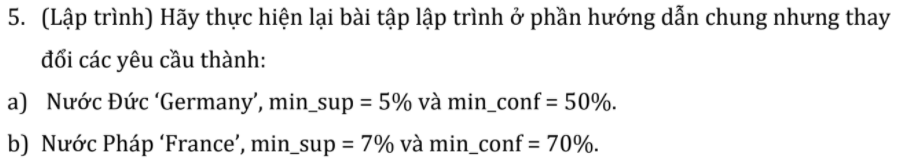 5. (Lập trình) Hãy thực hiện lại bài tập lập trình ở phần hướng dẫn chung nhưng thay
đổi các yêu cầu thành:
a) Nước Đức ‘Germany’, min_sup = 5% và min_conf = 50%.
b) Nước Pháp ‘France’, min_sup = 7% và min_conf = 70%.